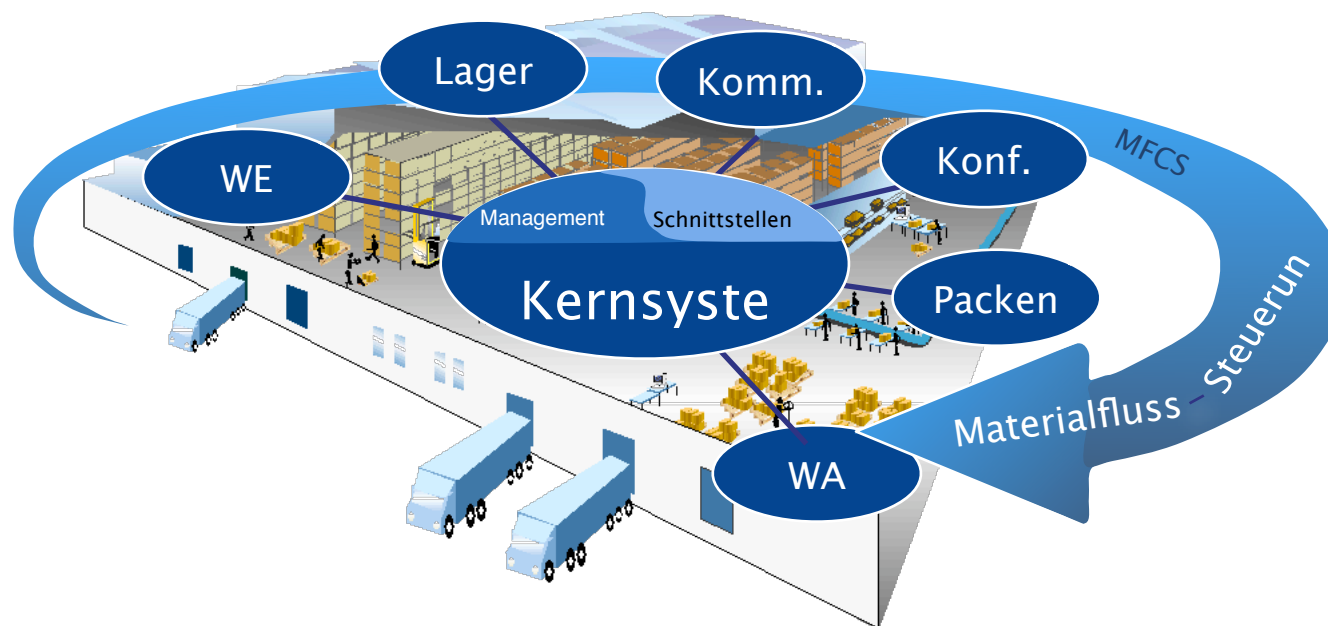 Lager
Komm.
WE
Konf.
MFCS
Management
Schnittstellen
Kernsyste
Packen
Materialfluss – Steuerun
WA